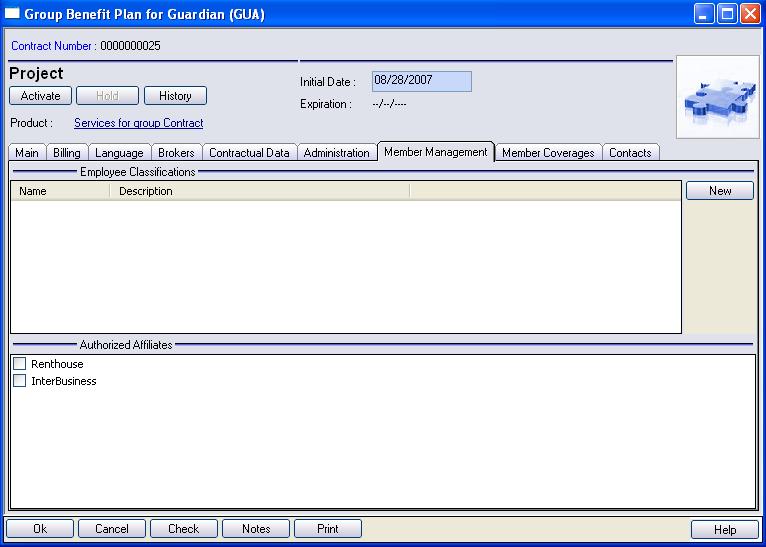 Group Benefit Plan for Guardian (GUA)
Contract Number : 0000000025
Project
Initial Date : 08/28/2007
Activate Hold History
Expiration : --/--/----
Product : Services for group Contract
Main Billing Language Brokers Contractual Data Administration Member Management Member Coverages Contacts
Employee Classifications
Name Description
New
Authorized Affiliates
Renthouse
InterBusiness
Ok Cancel Check Notes Print Help